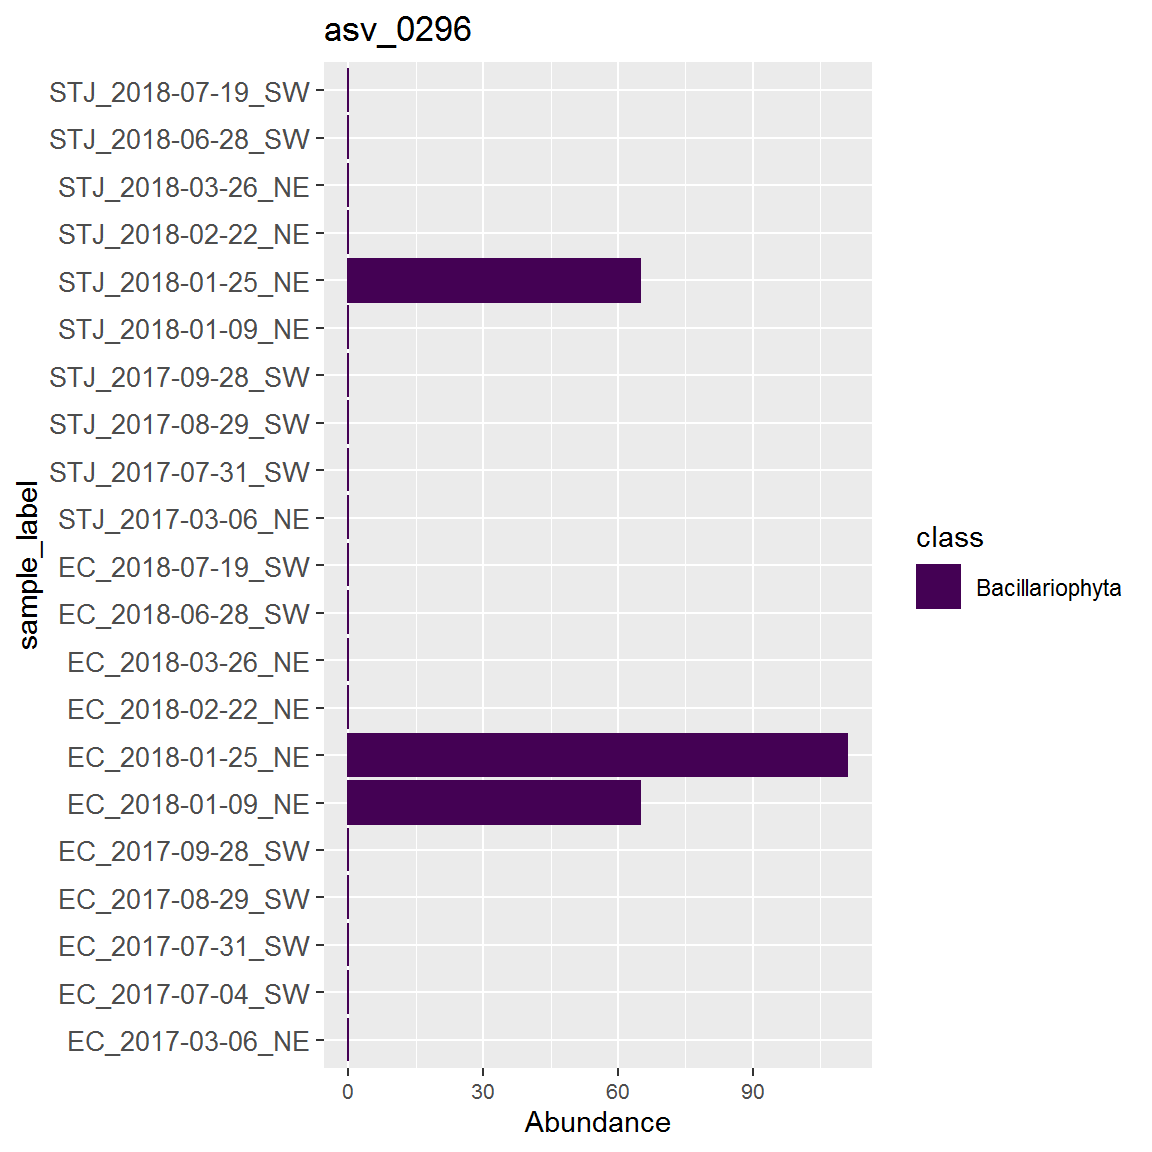 asv_0296
STJ_2018-07-19_SW
STJ_2018-06-28_SW
STJ_2018-03-26_NE
STJ_2018-02-22_NE
STJ_2018-01-25_NE
STJ_2018-01-09_NE
STJ_2017-09-28_SW
STJ_2017-08-29_SW
STJ_2017-07-31_SW
STJ_2017-03-06_NE
EC_2018-07-19_SW
EC_2018-06-28_SW
EC_2018-03-26_NE
EC_2018-02-22_NE
EC_2018-01-25_NE
EC_2018-01-09_NE
EC_2017-09-28_SW
EC_2017-08-29_SW
EC_2017-07-31_SW
EC_2017-07-04_SW
EC_2017-03-06_NE
sample_label
0 30 60 90
Abundance
class
Bacillariophyta